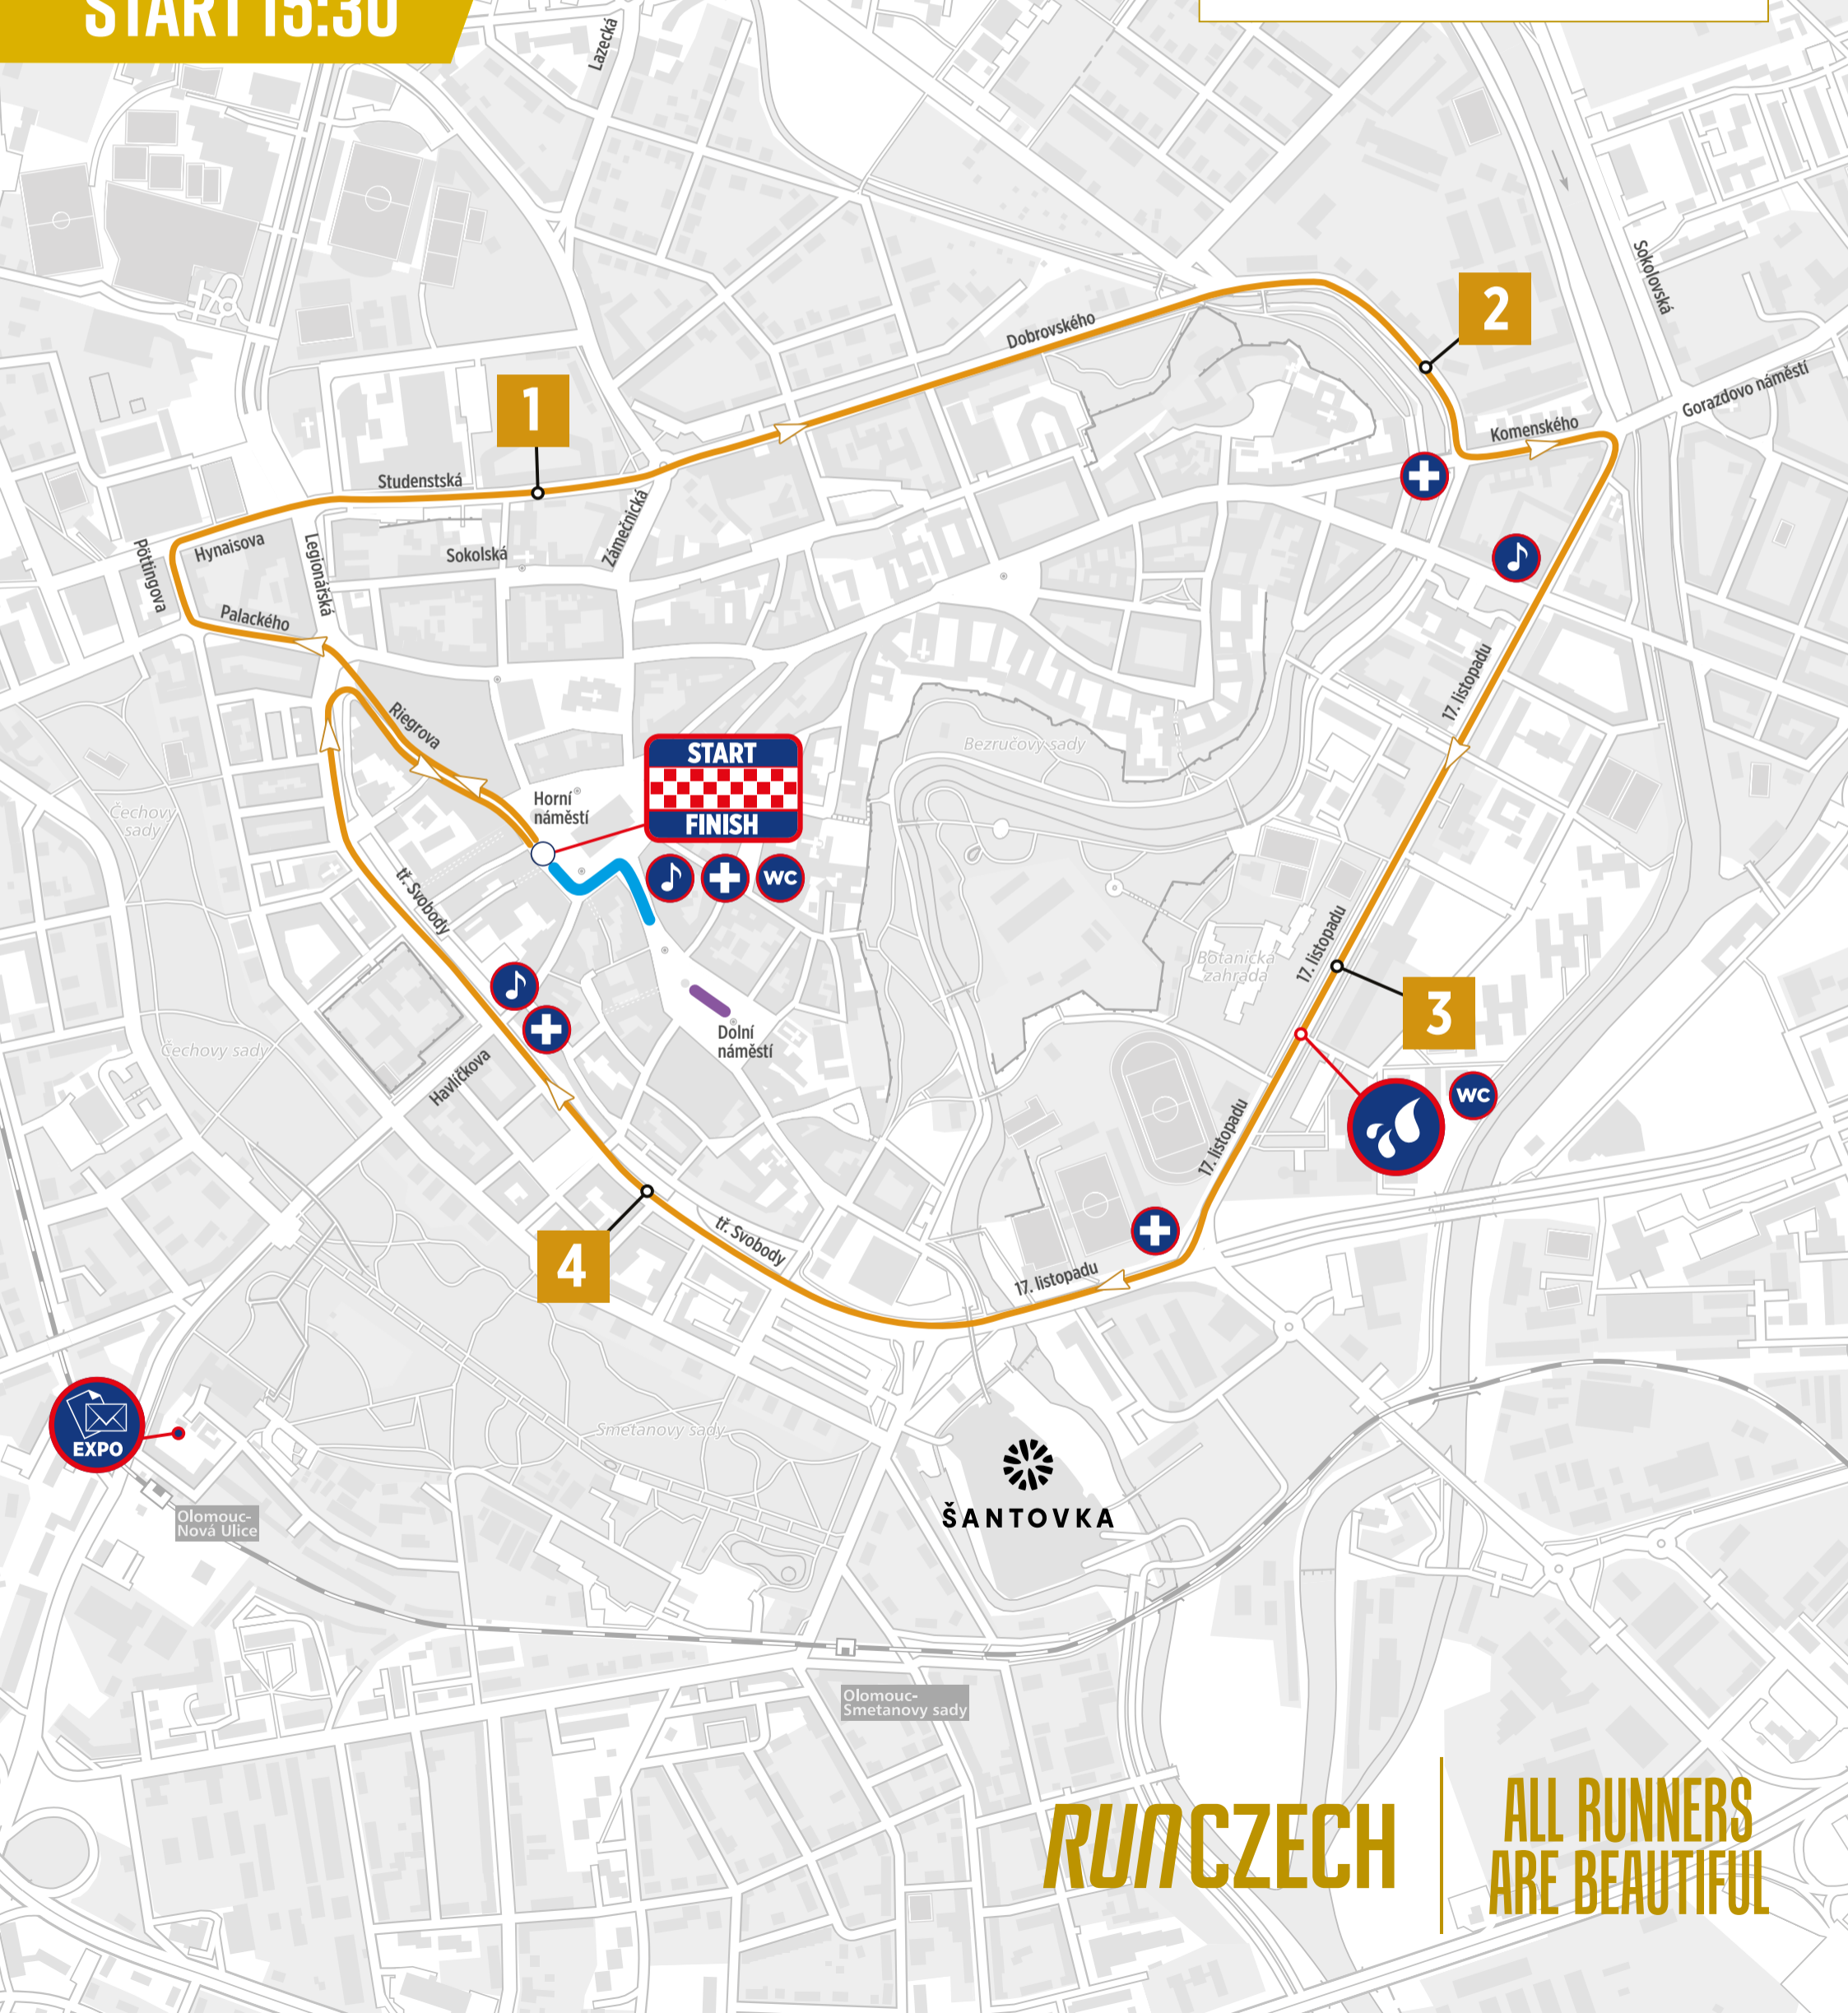 START 15:30
Lazecká
Sokolovská
2
Dobrovského
Gorazdovo náměstí
1
Komenského
Studenstská
Zámečnická
Hynaisova
Pöttingova
Legionářská
Sokolská
Palackého
17. listopadu
Riegrova
Bezručovy sady
START
FINISH
Horní
náměstí
Čechovy
sady
WC
tř. Svobody
17. listopadu
Botanická
zahrada
3
Dolní
náměstí
Čechovy sady
Havlíčkova
WC
17. listopadu
4
tř. Svobody
17. listopadu
EXPO
Smetanovy sady
ŠANTOVKA
Olomouc-
Nová Ulice
Olomouc-
Smetanovy sady
RUNCZECH
ALL RUNNERS
ARE BEAUTIFUL